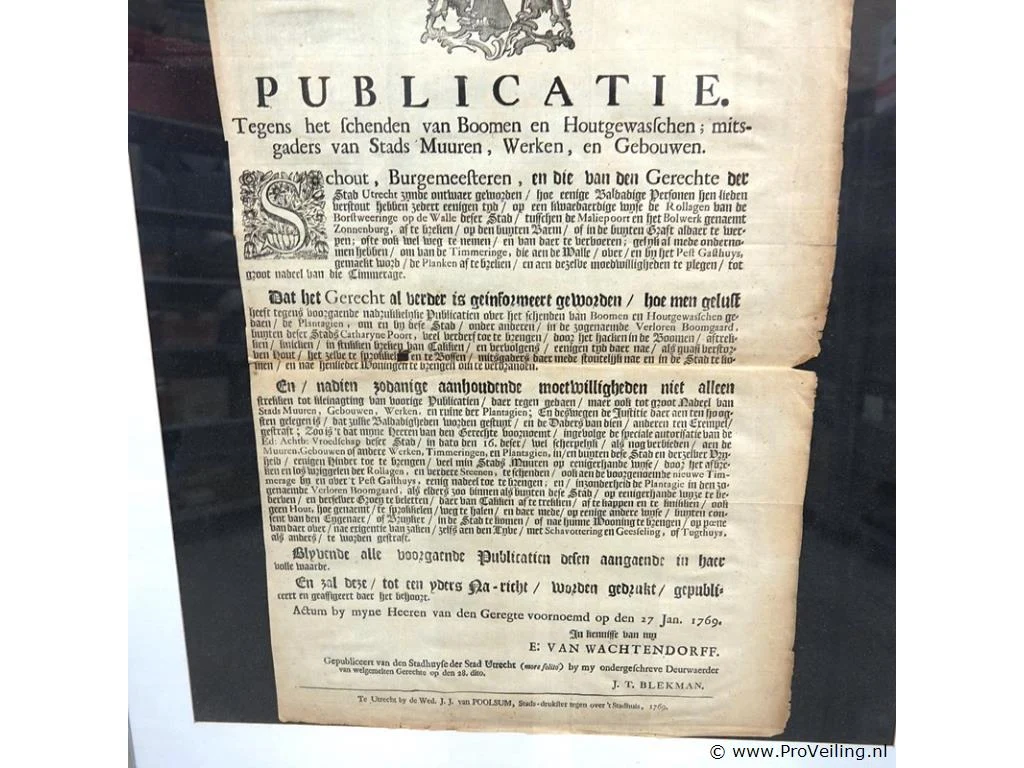 PUBLICATIE.
Tegens het schenden van Boomen en Houtgewasschen; mits-
gaders van Stads Muuren, Werken, en Gebouwen.
Schout, Burgemeesteren, en die van den Gerechte der
Stad Utrecht zynde ontwaer geworden / hoe eenige Baldadige Personen hen lieden
verstout hebben zedert eenigen tyd / op een kwaedaerdige wyse de Rollagen van de
Borstweeringe op de Walle deser Stad / tusschen de Maliepoort en het Bolwerk genaemt
Zonnenburg, af te breken / op den buyten Barm / of in de buyten Graft aldaer te wer-
pen; ofte ook wel weg te nemen / en van daer te vervoeren; gelyk al mede onderno-
men hebben / om van de Timmeringe, die aen de Walle / over / en by het Pest Gasthuys,
gemaekt word / de Planken af te breken / en aen dezelve moedwilligheden te plegen / tot
groot nadeel van die Timmerage.
Dat het Gerecht al verder is geinformeert geworden / hoe men gelust
heeft tegens voorgaende nadrukkelyke Publicatien over het schenden van Boomen en Houtgewasschen ge-
daen / de Plantagien, om en by dese Stad / onder anderen / in de zogenaemde Verloren Boomgaard,
buyten deser Stads Catharyne Poort, veel verderf toe te brengen / door het hacken in de Boomen / aftrek-
ken / knicken / in stukken breken van Takken / en vervolgens / eenigen tyd daer nae / als quasi verstor-
ven Hout / het zelve te sprokkelen en te Bossen / mitsgaders daer mede stoutelyk nae en in de Stad te ko-
men / en nae henlieder Woningen te brengen om te verbranden.
En / nadien zodanige aanhoudende moetwilligheden niet alleen
strekken tot kleinagting van voorige Publicatien / daer tegen gedaen / maer ook tot groot Nadeel van
Stads Muuren, Gebouwen, Werken, en ruine der Plantagien; En deswegen de Justitie daer aen ten hoog-
sten gelegen is / dat zulke Baldadigheden worden gestuyt / en de Daders van dien / anderen ten Exempel /
gestraft; Zoo is 't dat myne Heeren van den Gerechte voornoemt / ingevolge de speciale autorisatie van de
Ed: Achtb: Vroedschap deser Stad / in dato den 16. deser / wel scherpelyk / als nog verbieden / aen de
Muuren, Gebouwen of andere Werken, Timmeringen, en Plantagien, in / en buyten dese Stad en derzelver Vry-
heid / eenigen Hinder toe te brengen / veel min Stads Muuren op eenigerhande wyse / door het afbre-
ken en los wriggelen der Rollagen, en verdere Steenen, te schenden / ook aen de voorgenoemde nieuwe Tim-
merage by en over 't Pest Gasthuys, eenig nadeel toe te brengen; en / inzonderheid de Plantagie in den zo-
genaemde Verloren Boomgaard, als elders zoo binnen als buyten dese Stad / op eenigerhande wyze te be-
derven / en derselver Groey te beletten / daer van Takken af te trekken / af te kappen en te knikken / ook
geen Hout, hoe genaemt / te sprokkelen / weg te halen / en daer mede / op eenige andere wyse / buyten con-
sent van den Eygenaer / of Bruyker / in de Stad te komen / of nae hunne Wooning te brengen / op pœne
van daer over / nae exigentie van zaken / zelfs aen den Lyve / met Schavottering en Geesseling, of Tugthuys,
als anders / te worden gestraft.
Blyvende alle voorgaende Publicatien desen aangaende in haer
volle waarde.
En zal deze / tot een yders Na-richt / worden gedrukt / gepubli-
ceert en geaffigeert daer het behoort.
Actum by myne Heeren van den Geregte voornoemd op den 27 Jan. 1769.
In kennisse van my
E: VAN WACHTENDORFF.
Gepubliceert van den Stadhuyse der Stad Utrecht (more solito) by my ondergeschreve Deurwaerder
van welgemelten Gerechte op den 28. dito.
J. T. BLEKMAN.
Te Utrecht by de Wed. J. J. van POOLSUM, Stads-drukster tegen over 't Stadhuis, 1769.
© www.ProVeiling.nl